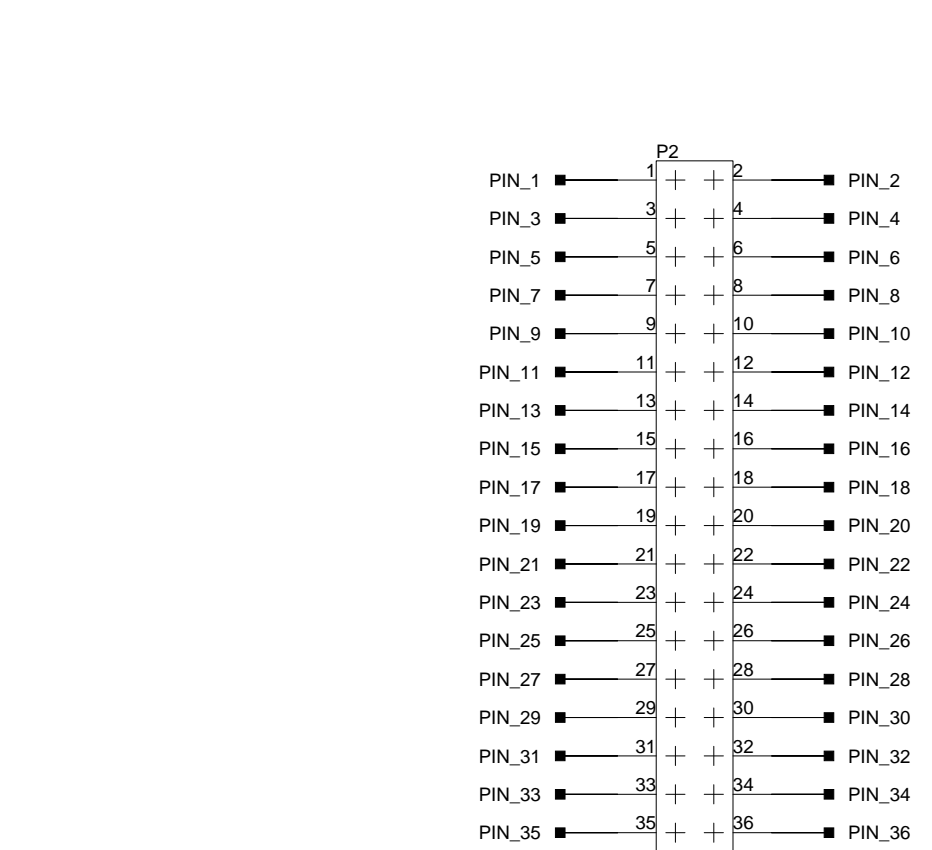 P2
PIN_1 1 2 PIN_2
PIN_3 3 4 PIN_4
PIN_5 5 6 PIN_6
PIN_7 7 8 PIN_8
PIN_9 9 10 PIN_10
PIN_11 11 12 PIN_12
PIN_13 13 14 PIN_14
PIN_15 15 16 PIN_16
PIN_17 17 18 PIN_18
PIN_19 19 20 PIN_20
PIN_21 21 22 PIN_22
PIN_23 23 24 PIN_24
PIN_25 25 26 PIN_26
PIN_27 27 28 PIN_28
PIN_29 29 30 PIN_30
PIN_31 31 32 PIN_32
PIN_33 33 34 PIN_34
PIN_35 35 36 PIN_36